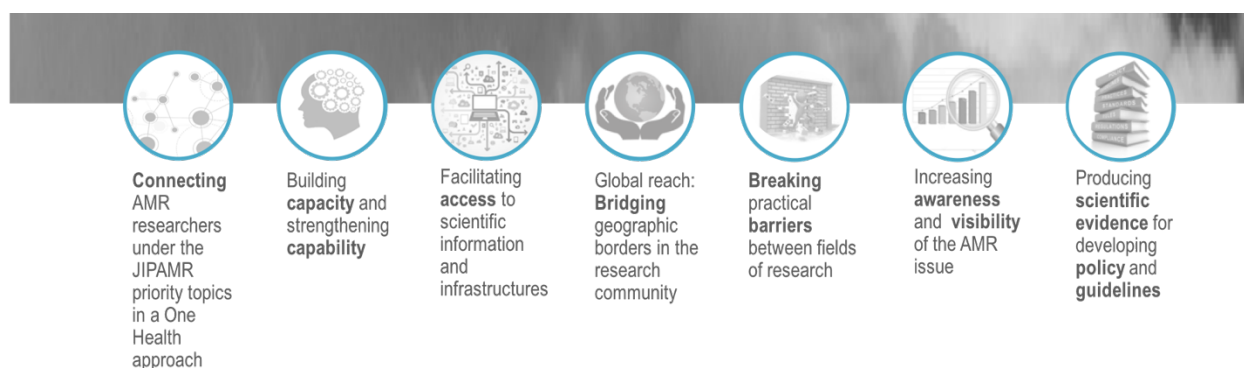 Connecting
AMR
researchers
under the
JIPAMR
priority topics
in a One
Health
approach
Building
capacity and
strengthening
capability
Facilitating
access to
scientific
information
and
infrastructures
Global reach:
Bridging
geographic
borders in the
research
community
Breaking
practical
barriers
between fields
of research
Increasing
awareness
and visibility
of the AMR
issue
Producing
scientific
evidence for
developing
policy and
guidelines
STANDARDS